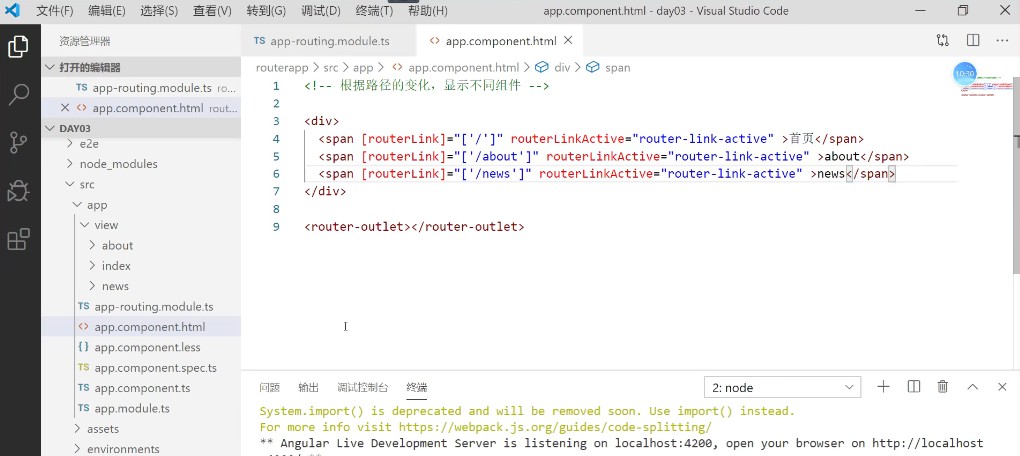 文件(F) 编辑(E) 选择(S) 查看(V) 转到(G) 调试(D) 终端(T) 帮助(H) app.component.html - day03 - Visual Studio Code
资源管理器
TS app-routing.module.ts
<> app.component.html
打开的编辑器
TS app-routing.module.ts ro...
<> app.component.html rout...
DAY03
e2e
node_modules
src
app
view
about
index
news
TS app-routing.module.ts
<> app.component.html
{} app.component.less
TS app.component.spec.ts
TS app.component.ts
TS app.module.ts
assets
environments
routerapp > src > app > <> app.component.html > div > span
10:30
1 <!-- 根据路径的变化，显示不同组件 -->
2
3 <div>
4 <span [routerLink]="['/']" routerLinkActive="router-link-active" >首页</span>
5 <span [routerLink]="['/about']" routerLinkActive="router-link-active" >about</span>
6 <span [routerLink]="['/news']" routerLinkActive="router-link-active" >news</span>
7 </div>
8
9 <router-outlet></router-outlet>
问题 输出 调试控制台 终端 2: node
System.import() is deprecated and will be removed soon. Use import() instead.
For more info visit https://webpack.js.org/guides/code-splitting/
** Angular Live Development Server is listening on localhost:4200, open your browser on http://localhost